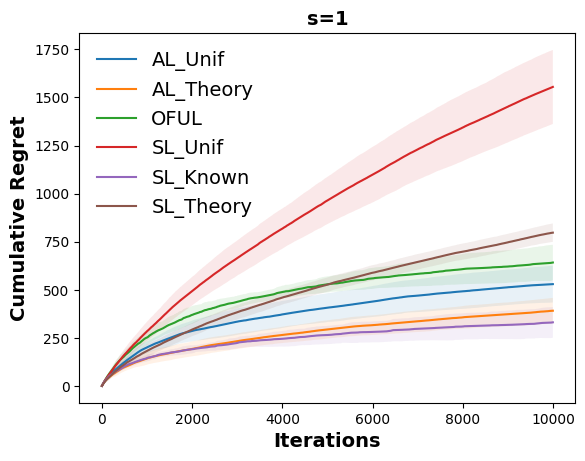 s=1
Cumulative Regret
1750
1500
1250
1000
750
500
250
0
AL_Unif
AL_Theory
OFUL
SL_Unif
SL_Known
SL_Theory
0 2000 4000 6000 8000 10000
Iterations